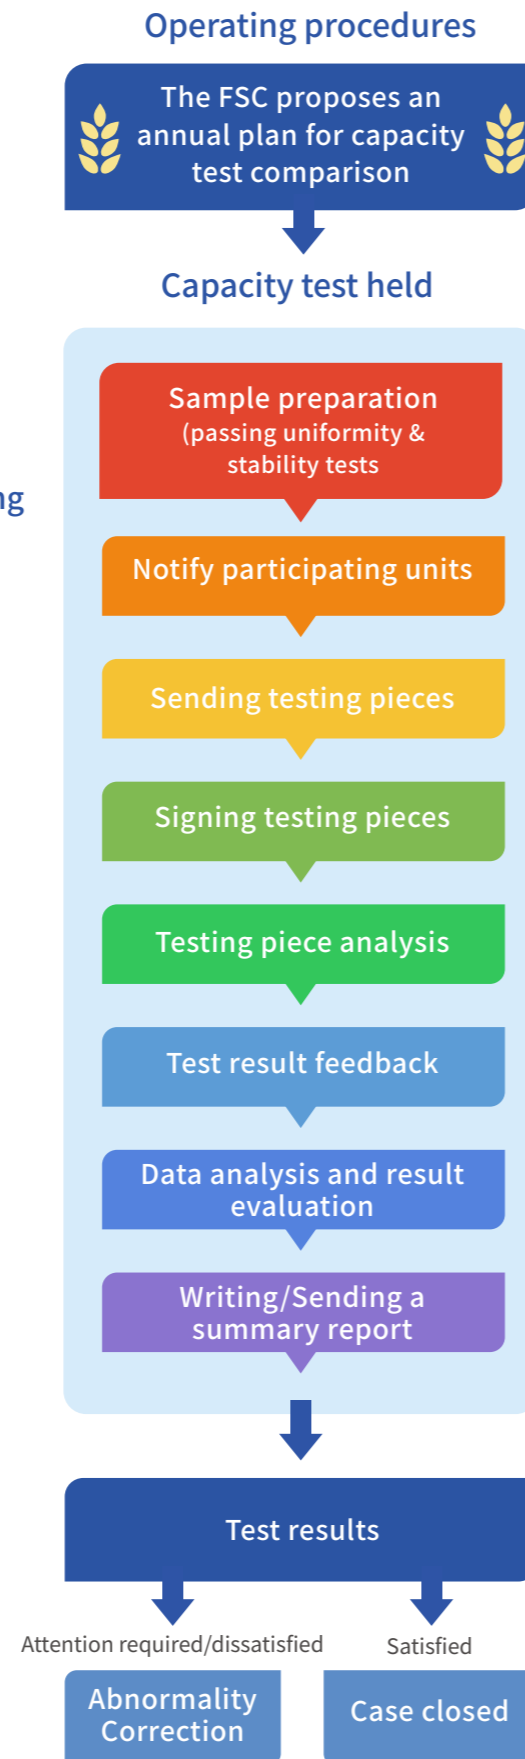 Operating procedures
The FSC proposes an
annual plan for capacity
test comparison
Capacity test held
Sample preparation
(passing uniformity &
stability tests
ng
Notify participating units
Sending testing pieces
Signing testing pieces
Testing piece analysis
Test result feedback
Data analysis and result
evaluation
Writing/Sending a
summary report
Test results
Attention required/dissatisfied
Satisfied
Abnormality
Correction
Case closed